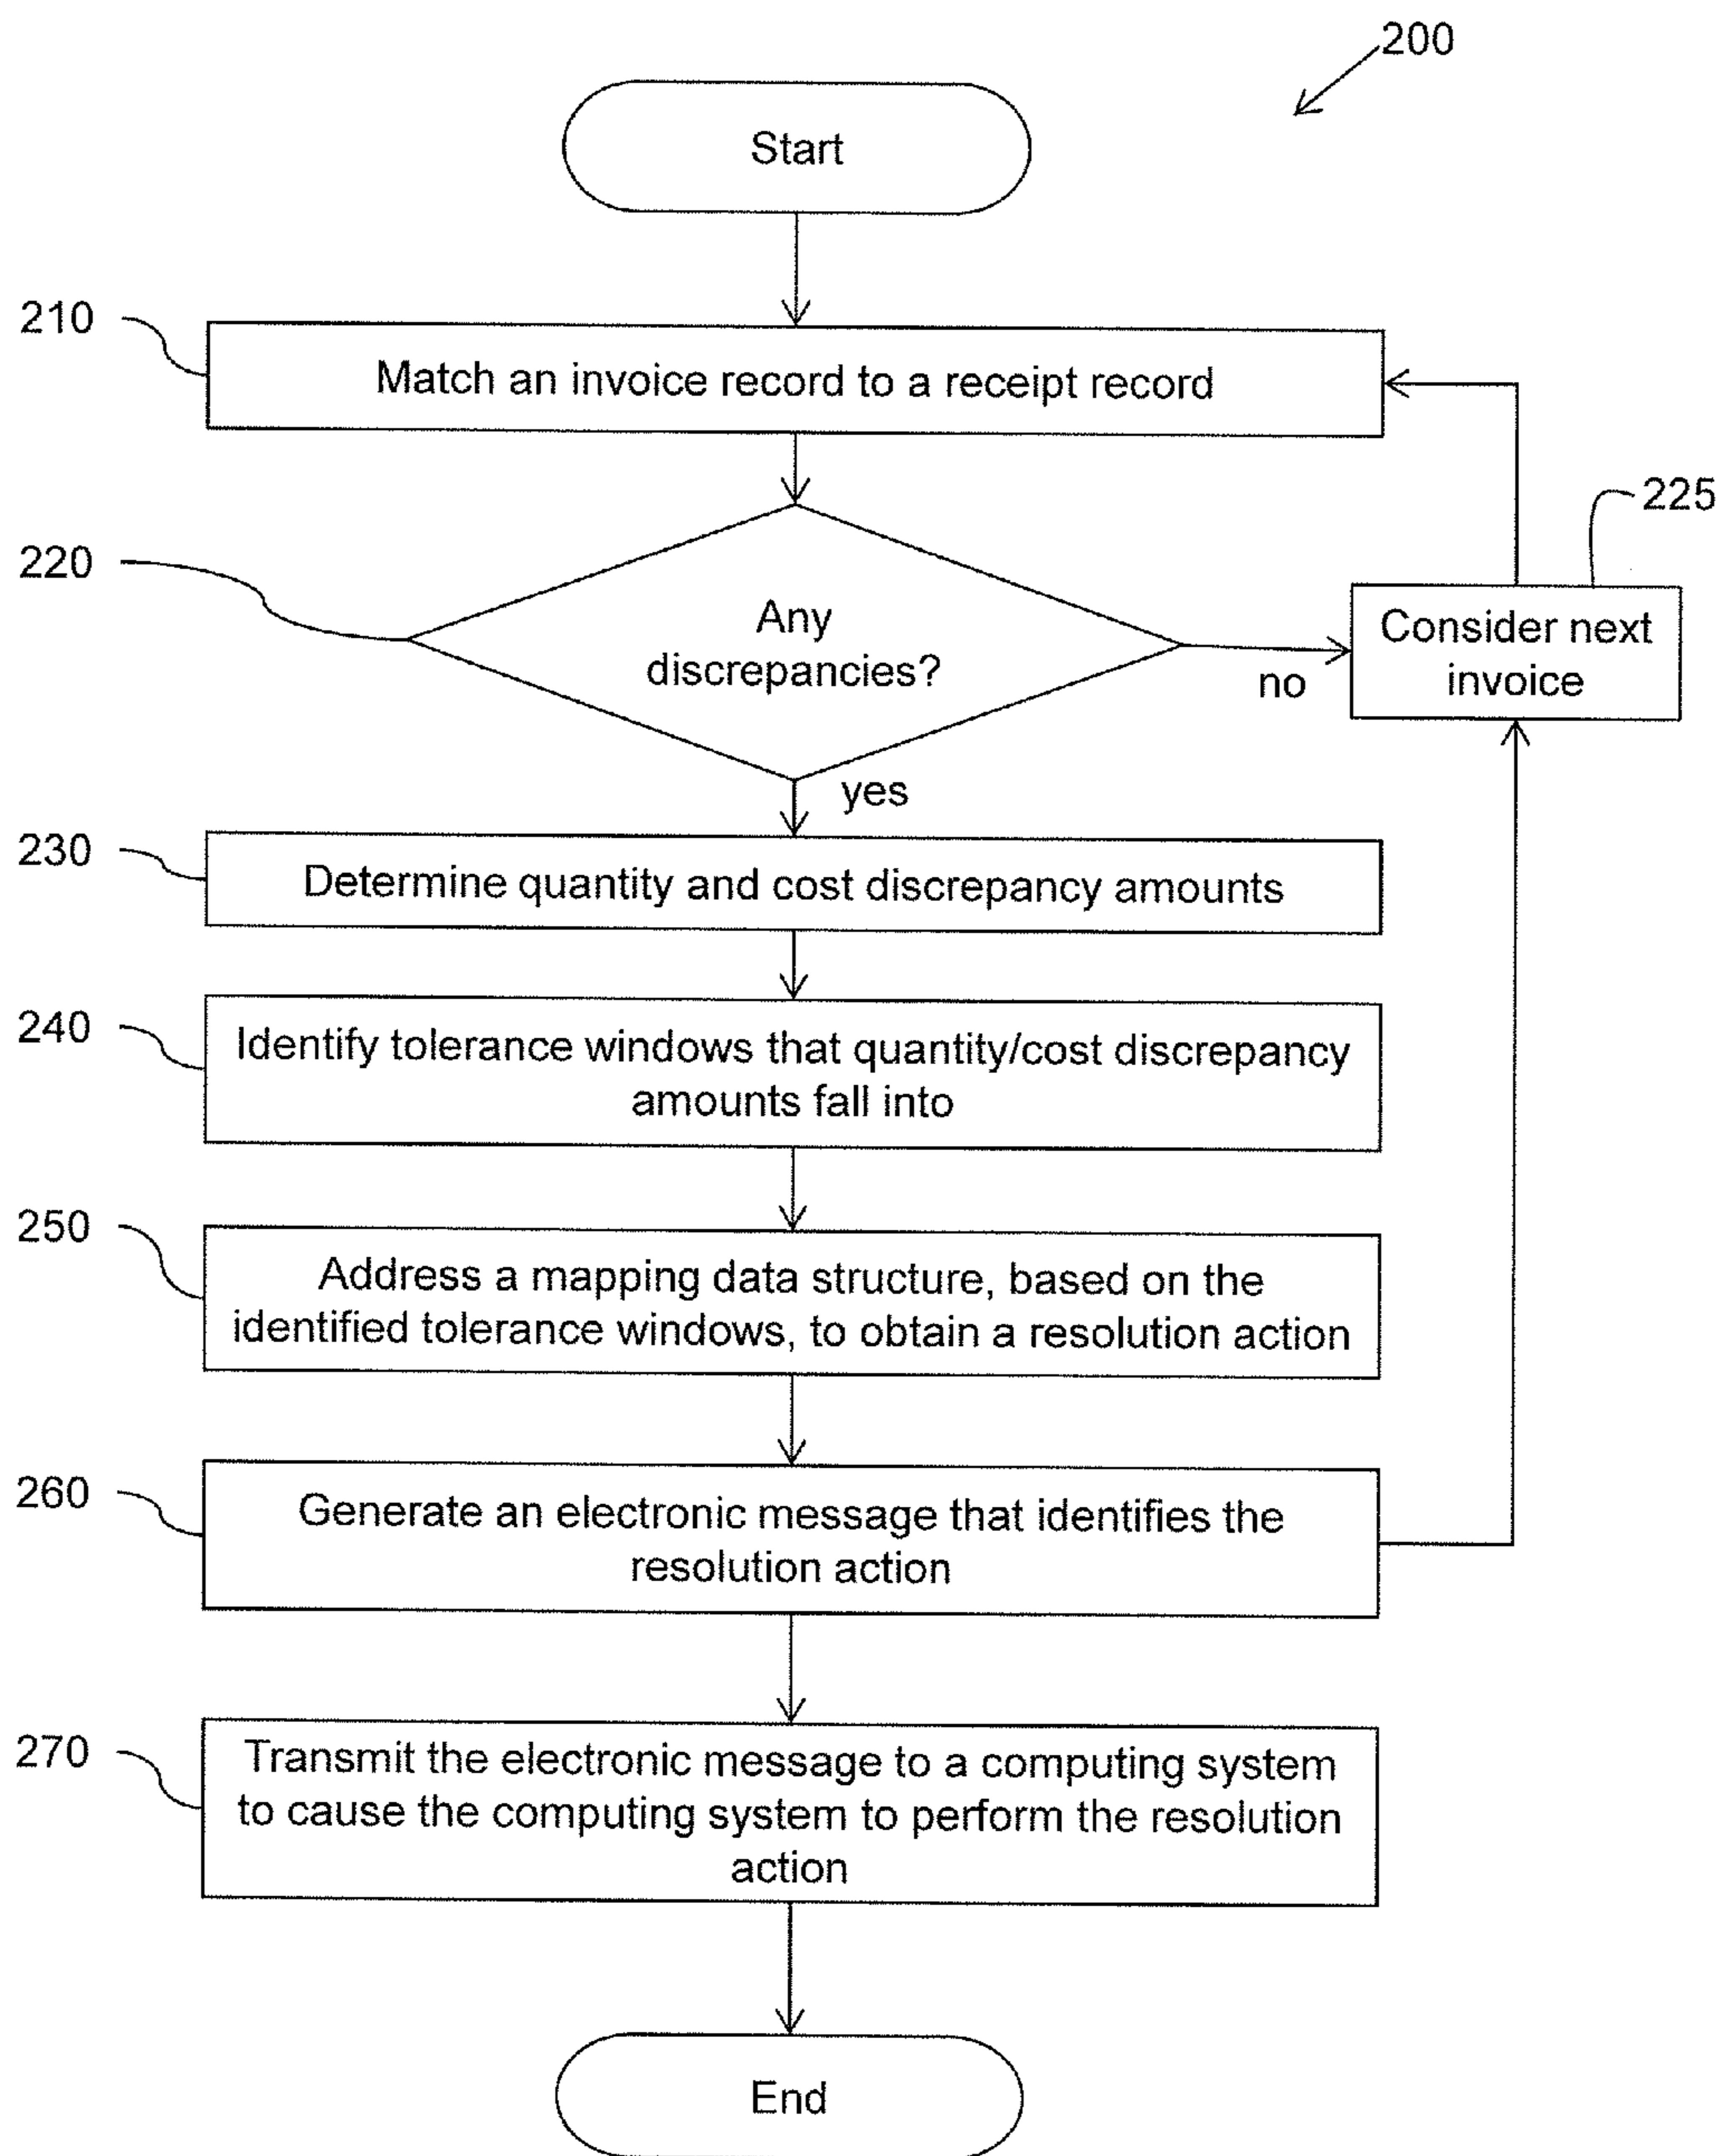 200
Start
210
Match an invoice record to a receipt record
225
220
Any
discrepancies?
Consider next
invoice
no
yes
230
Determine quantity and cost discrepancy amounts
240
Identify tolerance windows that quantity/cost discrepancy
amounts fall into
250
Address a mapping data structure, based on the
identified tolerance windows, to obtain a resolution action
260
Generate an electronic message that identifies the
resolution action
270
Transmit the electronic message to a computing system
to cause the computing system to perform the resolution
action
End